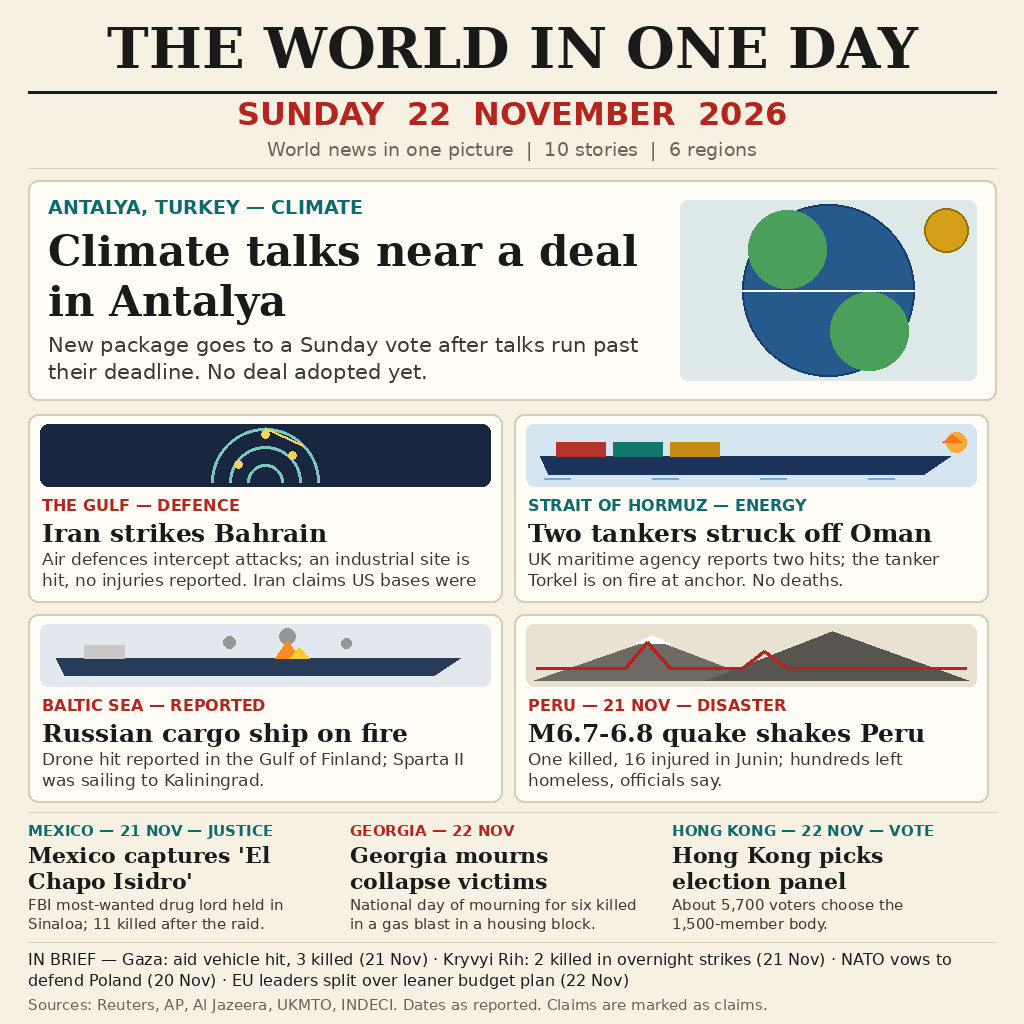 THE WORLD IN ONE DAY
SUNDAY 22 NOVEMBER 2026
World news in one picture | 10 stories | 6 regions
ANTALYA, TURKEY — CLIMATE
Climate talks near a deal
in Antalya
New package goes to a Sunday vote after talks run past
their deadline. No deal adopted yet.
THE GULF — DEFENCE
Iran strikes Bahrain
Air defences intercept attacks; an industrial site is
hit, no injuries reported. Iran claims US bases were
STRAIT OF HORMUZ — ENERGY
Two tankers struck off Oman
UK maritime agency reports two hits; the tanker
Torkel is on fire at anchor. No deaths.
BALTIC SEA — REPORTED
Russian cargo ship on fire
Drone hit reported in the Gulf of Finland; Sparta II
was sailing to Kaliningrad.
PERU — 21 NOV — DISASTER
M6.7-6.8 quake shakes Peru
One killed, 16 injured in Junin; hundreds left
homeless, officials say.
MEXICO — 21 NOV — JUSTICE
Mexico captures 'El
Chapo Isidro'
FBI most-wanted drug lord held in
Sinaloa; 11 killed after the raid.
GEORGIA — 22 NOV
Georgia mourns
collapse victims
National day of mourning for six killed
in a gas blast in a housing block.
HONG KONG — 22 NOV — VOTE
Hong Kong picks
election panel
About 5,700 voters choose the
1,500-member body.
IN BRIEF — Gaza: aid vehicle hit, 3 killed (21 Nov) · Kryvyi Rih: 2 killed in overnight strikes (21 Nov) · NATO vows to
defend Poland (20 Nov) · EU leaders split over leaner budget plan (22 Nov)
Sources: Reuters, AP, Al Jazeera, UKMTO, INDECI. Dates as reported. Claims are marked as claims.